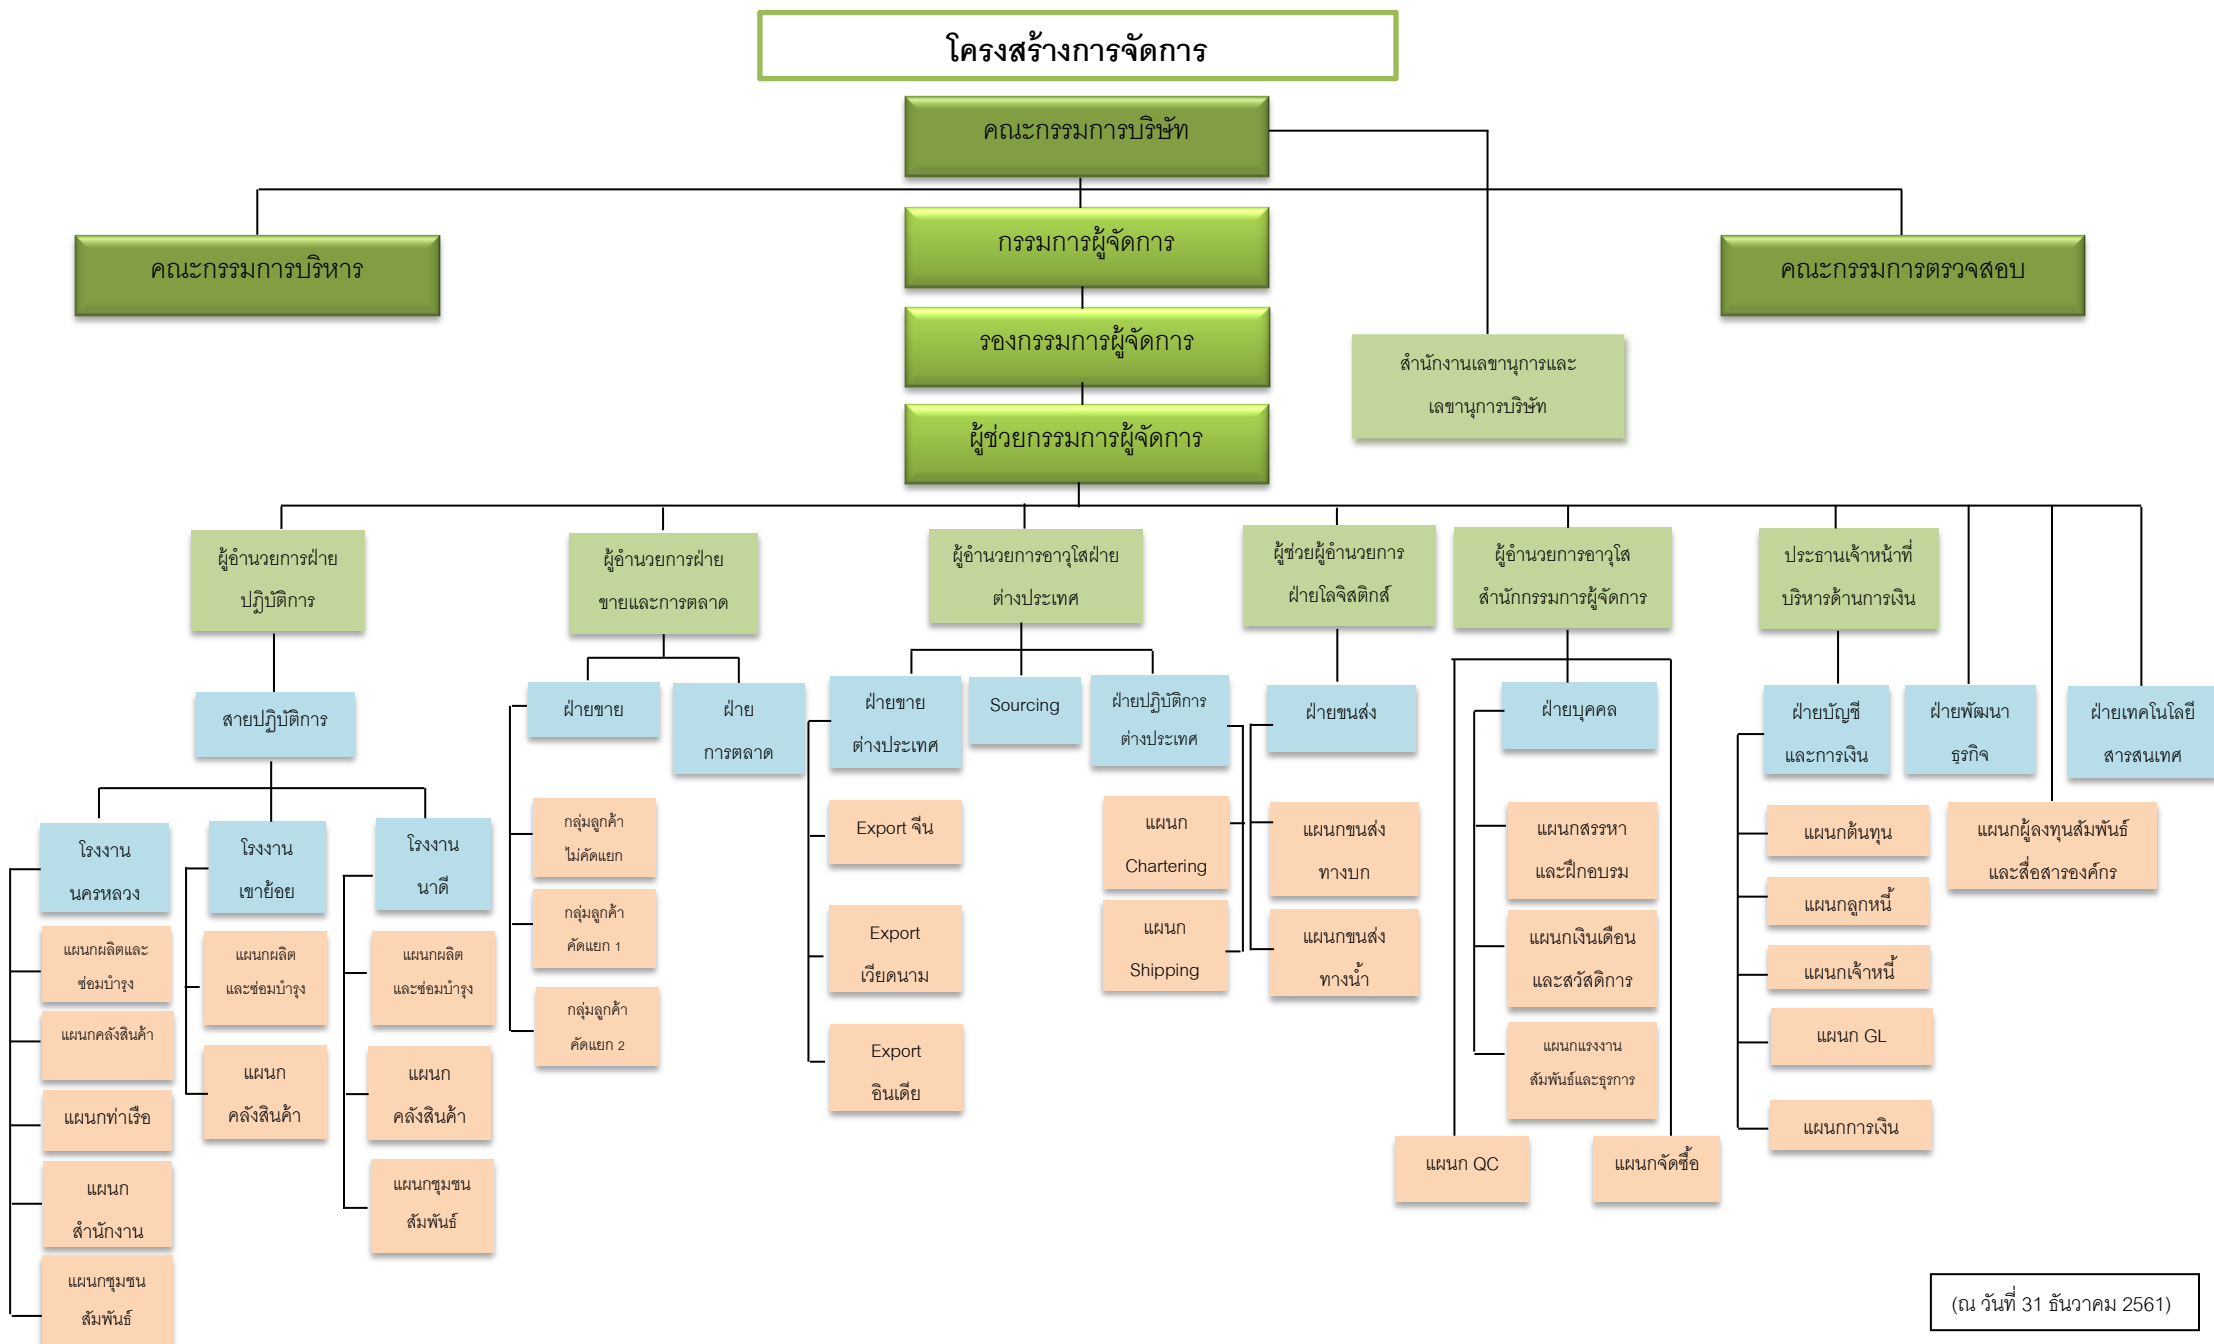 โครงสร้างการจัดการ
คณะกรรมการบริษัท
กรรมการผู้จัดการ
คณะกรรมการบริหาร
คณะกรรมการตรวจสอบ
รองกรรมการผู้จัดการ
สำนักงานเลขานุการและ
เลขานุการบริษัท
ผู้ช่วยกรรมการผู้จัดการ
ผู้อำนวยการฝ่าย
ปฎิบัติการ
ผู้อำนวยการฝ่าย
ขายและการตลาด
ผู้อำนวยการอาวุโสฝ่าย
ต่างประเทศ
ผู้ช่วยผู้อำนวยการ
ฝ่ายโลจิสติกส์
ผู้อำนวยการอาวุโส
สำนักกรรมการผู้จัดการ
ประธานเจ้าหน้าที่
บริหารด้านการเงิน
สายปฏิบัติการ
ฝ่ายขาย
ฝ่าย
การตลาด
ฝ่ายขาย
ต่างประเทศ
Sourcing
ฝ่ายปฏิบัติการ
ต่างประเทศ
ฝ่ายขนส่ง
ฝ่ายบุคคล
ฝ่ายบัญชี
และการเงิน
ฝ่ายพัฒนา
ธุรกิจ
ฝ่ายเทคโนโลยี
สารสนเทศ
โรงงาน
นครหลวง
โรงงาน
เขาย้อย
โรงงาน
นาดี
กลุ่มลูกค้า
ไม่คัดแยก
Export จีน
แผนก
Chartering
แผนกขนส่ง
ทางบก
แผนกสรรหา
และฝึกอบรม
แผนกต้นทุน
แผนกผู้ลงทุนสัมพันธ์
และสื่อสารองค์กร
แผนกผลิตและ
ซ่อมบำรุง
แผนกผลิต
และซ่อมบำรุง
แผนกผลิต
และซ่อมบำรุง
กลุ่มลูกค้า
คัดแยก 1
Export
เวียดนาม
แผนก
Shipping
แผนกขนส่ง
ทางน้ำ
แผนกเงินเดือน
และสวัสดิการ
แผนกลูกหนี้
แผนกเจ้าหนี้
แผนกคลังสินค้า
แผนก
คลังสินค้า
แผนก
คลังสินค้า
กลุ่มลูกค้า
คัดแยก 2
Export
อินเดีย
แผนกแรงงาน
สัมพันธ์และธุรการ
แผนก GL
แผนกท่าเรือ
แผนกการเงิน
แผนก QC
แผนกจัดซื้อ
แผนก
สำนักงาน
แผนกชุมชน
สัมพันธ์
แผนกชุมชน
สัมพันธ์
(ณ วันที่ 31 ธันวาคม 2561)